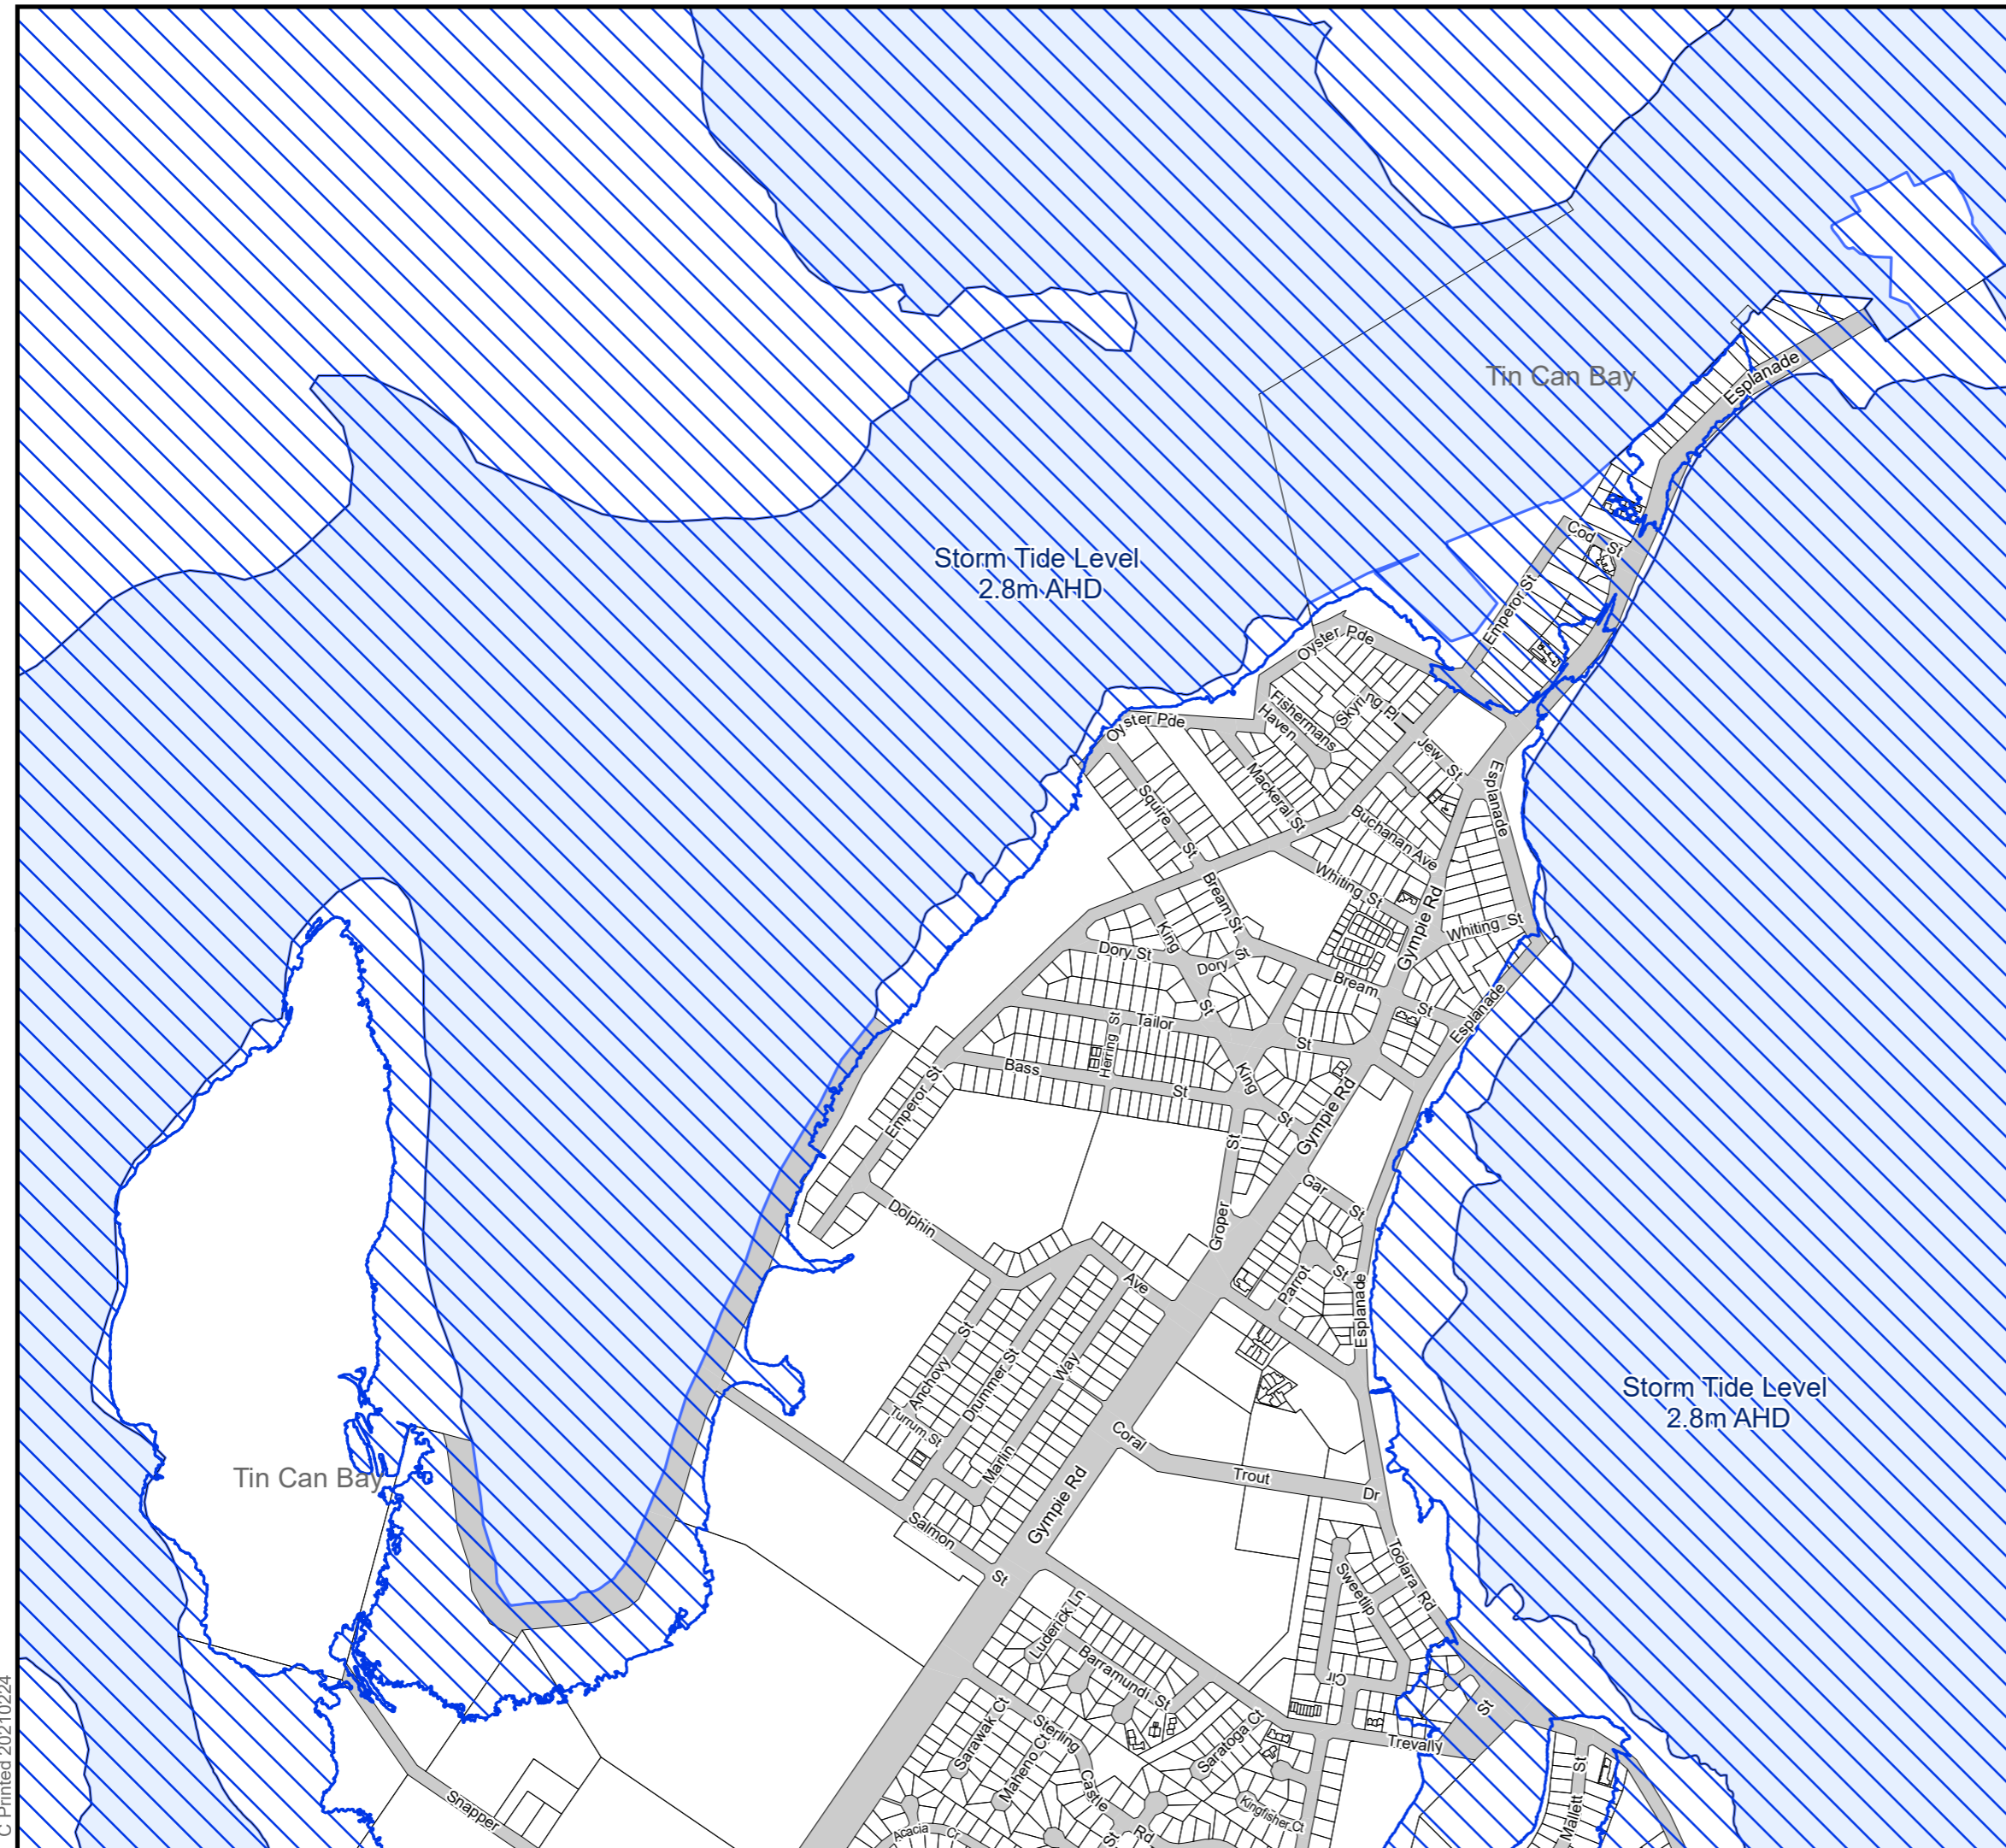 Tin Can Bay
Esplanade
Cod St
Storm Tide Level
2.8m AHD
Emperor St
Oyster Pde
Skyring Pl
Fishermans
Haven
Oyster Pde
Jew St
Esplanade
Mackeral St
Squire St
Buchanan Ave
Whiting St
Bream St
Gympie Rd
Whiting St
King St
Dory St
Dory St
Bream St
Esplanade
Tailor St
Herring St
Bass St
King St
Gympie Rd
Emperor St
Groper St
Gar St
Dolphin Ave
Parrot St
Esplanade
Anchovy St
Drummer St
Marlin Way
Turrum St
Storm Tide Level
2.8m AHD
Coral Trout Dr
Tin Can Bay
Gympie Rd
Salmon St
Toolara Rd
Sweetlip Cir
Luderick Ln
Barramundi St
Trevally St
Sarawak Ct
Sterling Castle
Maheno Ct
Saratoga Ct
Snapper
Kingfisher Ct
Acacia Cr
St
Rd
Mallett St
C Printed 20210224